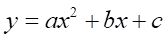 y = ax² + bx + c